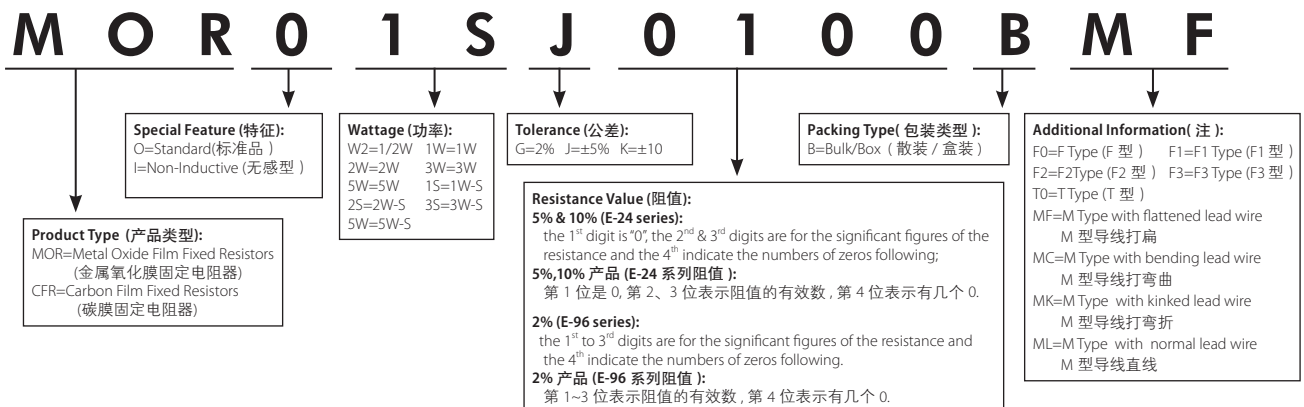 M O R 0 1 S J 0 1 0 0 B M F
Special Feature (特征):
O=Standard(标准品 )
I=Non-Inductive (无感型 )
Product Type (产品类型):
MOR=Metal Oxide Film Fixed Resistors
(金属氧化膜固定电阻器)
CFR=Carbon Film Fixed Resistors
(碳膜固定电阻器)
Wattage (功率):
W2=1/2W 1W=1W
2W=2W 3W=3W
5W=5W 1S=1W-S
2S=2W-S 3S=3W-S
5W=5W-S
Tolerance (公差):
G=2% J=±5% K=±10
Resistance Value (阻值):
5% & 10% (E-24 series):
the 1st digit is "0", the 2nd & 3rd digits are for the significant figures of the
resistance and the 4th indicate the numbers of zeros following;
5%,10% 产品 (E-24 系列阻值 ):
第 1 位是 0, 第 2、3 位表示阻值的有效数 , 第 4 位表示有几个 0.
2% (E-96 series):
the 1st to 3rd digits are for the significant figures of the resistance and
the 4th indicate the numbers of zeros following.
2% 产品 (E-96 系列阻值 ):
第 1~3 位表示阻值的有效数 , 第 4 位表示有几个 0.
Packing Type( 包装类型 ):
B=Bulk/Box ( 散装 / 盒装 )
Additional Information( 注 ):
F0=F Type (F 型 ) F1=F1 Type (F1 型 )
F2=F2Type (F2 型 ) F3=F3 Type (F3 型 )
T0=T Type (T 型 )
MF=M Type with flattened lead wire
M 型导线打扁
MC=M Type with bending lead wire
M 型导线打弯曲
MK=M Type with kinked lead wire
M 型导线打弯折
ML=M Type with normal lead wire
M 型导线直线